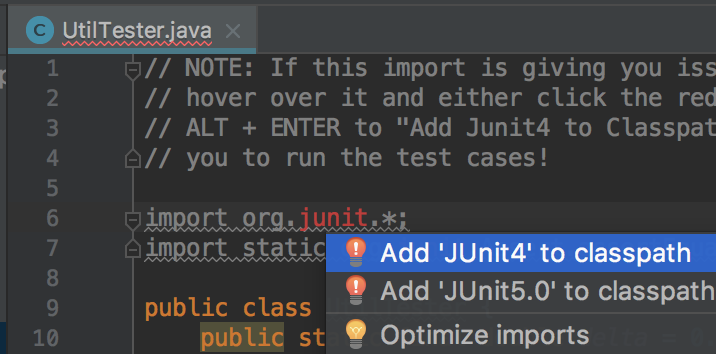 C UtilTester.java ×
1 // NOTE: If this import is giving you iss
2 // hover over it and either click the red
3 // ALT + ENTER to "Add Junit4 to Classpat
4 // you to run the test cases!
5
6 import org.junit.*;
7 import static
Add 'JUnit4' to classpath
8
Add 'JUnit5.0' to classpath
9 public class
10 public st
Optimize imports